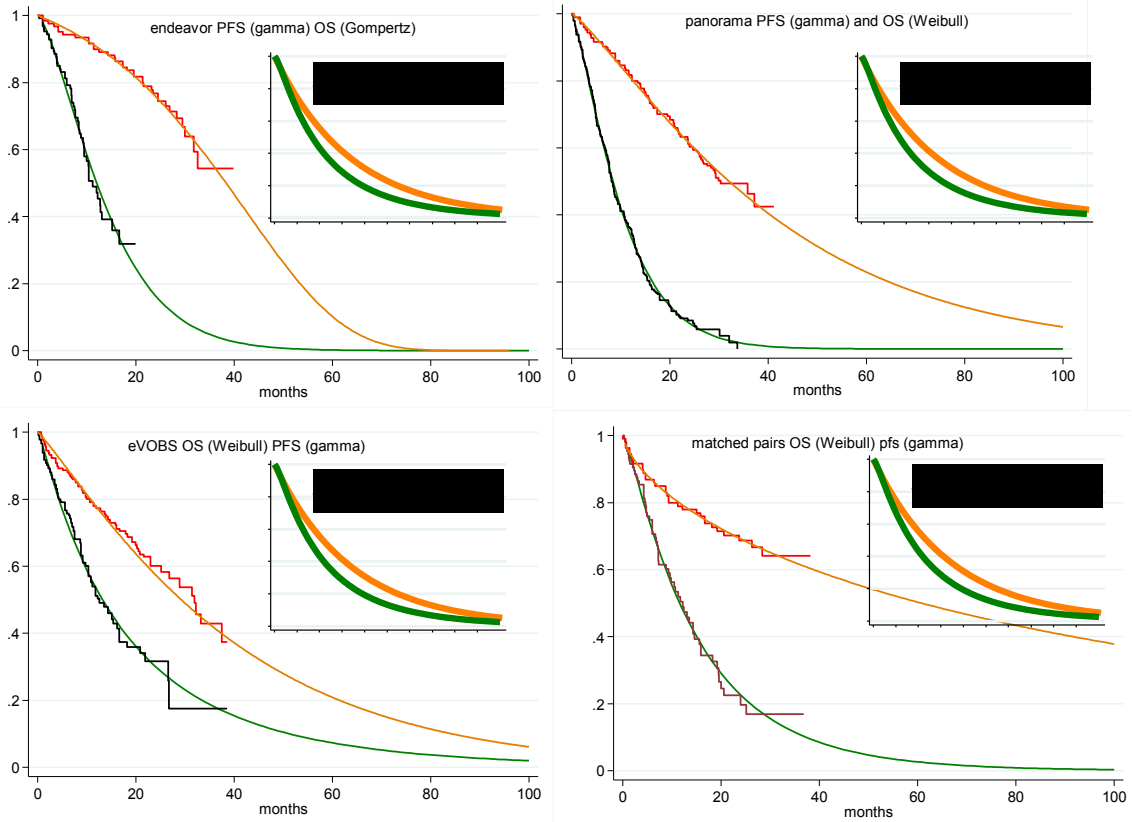 endeavor PFS (gamma) OS (Gompertz)
1
.8
.6
.4
.2
0
0 20 40 60 80 100
months
panorama PFS (gamma) and OS (Weibull)
0 20 40 60 80 100
months
eVOBS OS (Weibull) PFS (gamma)
1
.8
.6
.4
.2
0
0 20 40 60 80 100
months
matched pairs OS (Weibull) pfs (gamma)
1
.8
.6
.4
.2
0
0 20 40 60 80 100
months